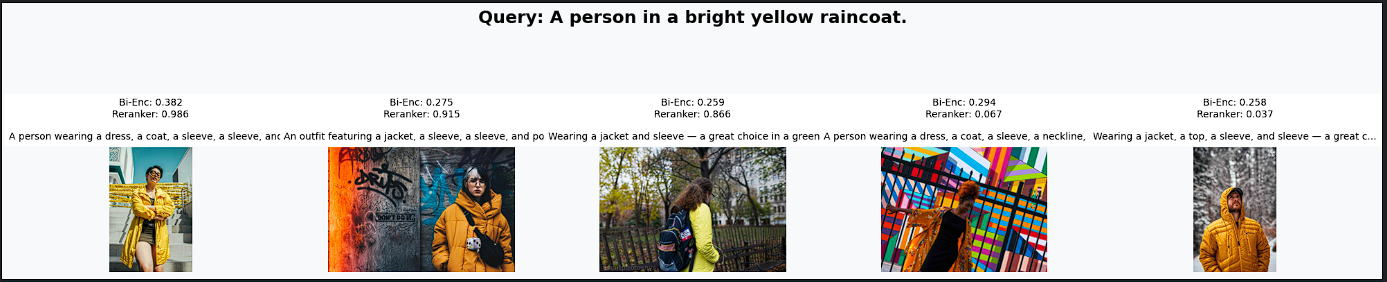 Query: A person in a bright yellow raincoat.
Bi-Enc: 0.382
Reranker: 0.986
A person wearing a dress, a coat, a sleeve, a sleeve, and
Bi-Enc: 0.275
Reranker: 0.915
An outfit featuring a jacket, a sleeve, a sleeve, and po
Bi-Enc: 0.259
Reranker: 0.866
Wearing a jacket and sleeve — a great choice in a green
Bi-Enc: 0.294
Reranker: 0.067
A person wearing a dress, a coat, a sleeve, a neckline,
Bi-Enc: 0.258
Reranker: 0.037
Wearing a jacket, a top, a sleeve, and sleeve — a great c...
DON'T DO IT.